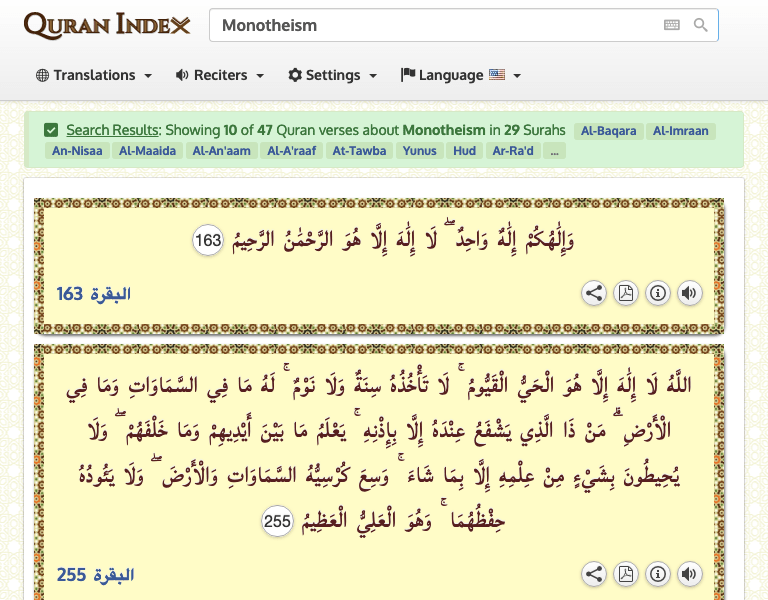 QURAN INDEX
Monotheism
Translations Reciters Settings Language
Search Results: Showing 10 of 47 Quran verses about Monotheism in 29 Surahs Al-Baqara Al-Imraan
An-Nisaa Al-Maaida Al-An'aam Al-A'raaf At-Tawba Yunus Hud Ar-Ra'd ...
وَإِلَٰهُكُمْ إِلَٰهٌ وَاحِدٌ ۖ لَا إِلَٰهَ إِلَّا هُوَ الرَّحْمَٰنُ الرَّحِيمُ 163
البقرة 163
اللَّهُ لَا إِلَٰهَ إِلَّا هُوَ الْحَيُّ الْقَيُّومُ ۚ لَا تَأْخُذُهُ سِنَةٌ وَلَا نَوْمٌ ۚ لَهُ مَا فِي السَّمَاوَاتِ وَمَا فِي
الْأَرْضِ ۗ مَنْ ذَا الَّذِي يَشْفَعُ عِنْدَهُ إِلَّا بِإِذْنِهِ ۚ يَعْلَمُ مَا بَيْنَ أَيْدِيهِمْ وَمَا خَلْفَهُمْ ۖ وَلَا
يُحِيطُونَ بِشَيْءٍ مِنْ عِلْمِهِ إِلَّا بِمَا شَاءَ ۚ وَسِعَ كُرْسِيُّهُ السَّمَاوَاتِ وَالْأَرْضَ ۖ وَلَا يَئُودُهُ
حِفْظُهُمَا ۚ وَهُوَ الْعَلِيُّ الْعَظِيمُ 255
البقرة 255